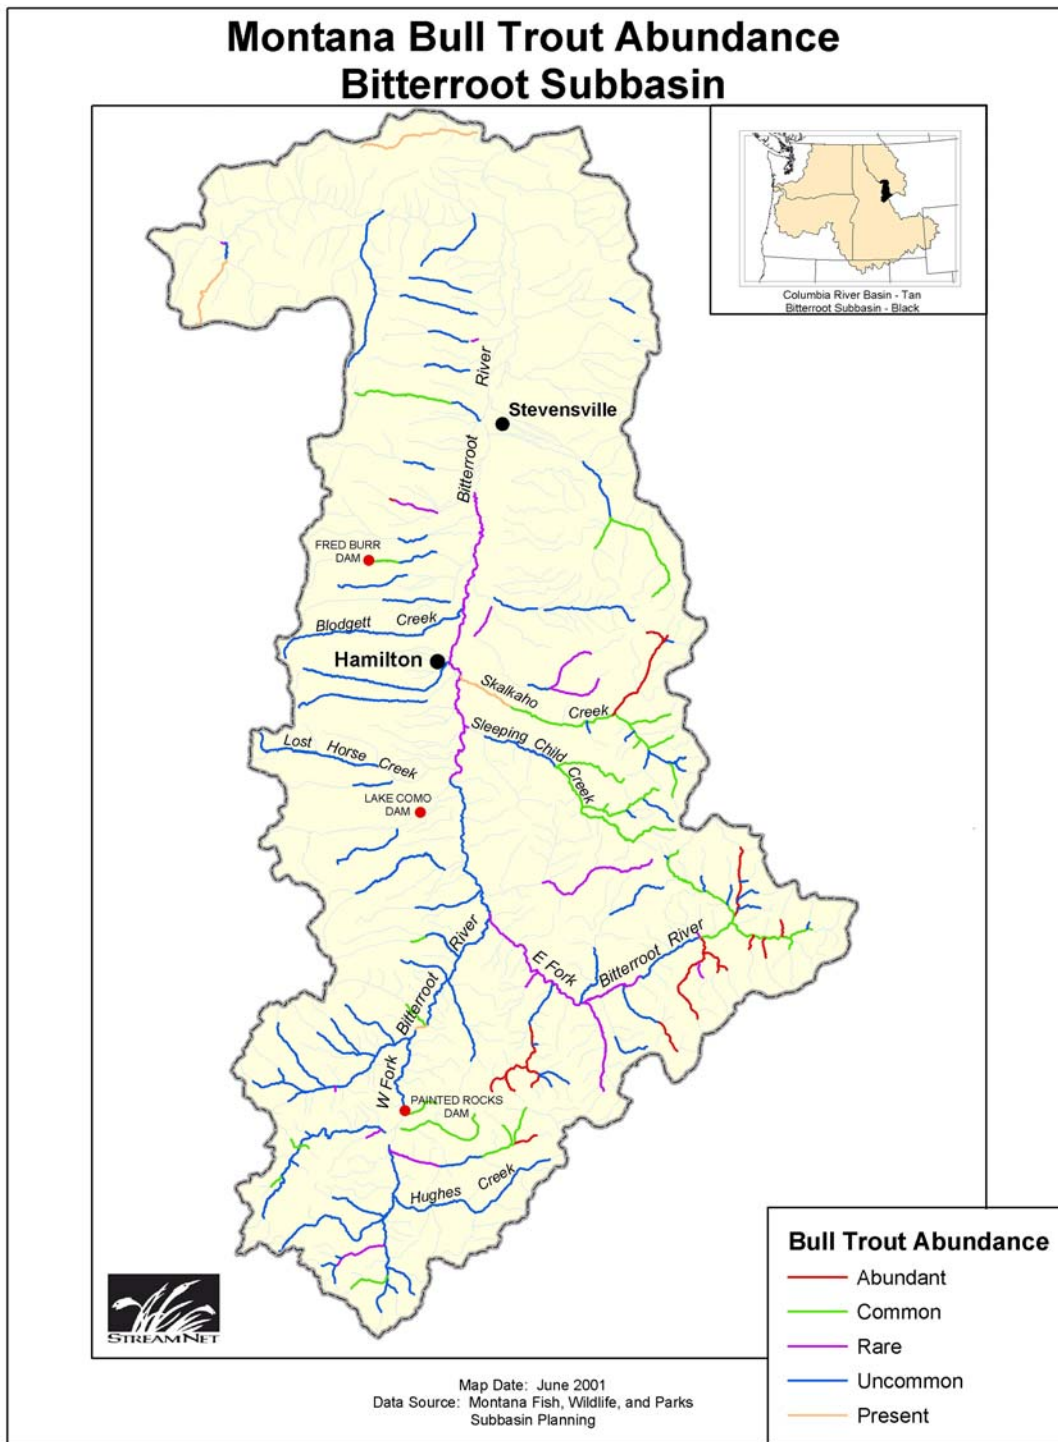 Montana Bull Trout Abundance
Bitterroot Subbasin
Columbia River Basin - Tan
Bitterroot Subbasin - Black
River
Stevensville
Bitterroot
FRED BURR
DAM
Blodgett Creek
Hamilton
Skalkaho Creek
Sleeping Child Creek
Lost Horse Creek
LAKE COMO
DAM
River
E Fork
Bitterroot River
Bitterroot
W Fork
PAINTED ROCKS
DAM
Hughes Creek
Bull Trout Abundance
Abundant
Common
Rare
Uncommon
Present
STREAMNET
Map Date: June 2001
Data Source: Montana Fish, Wildlife, and Parks
Subbasin Planning